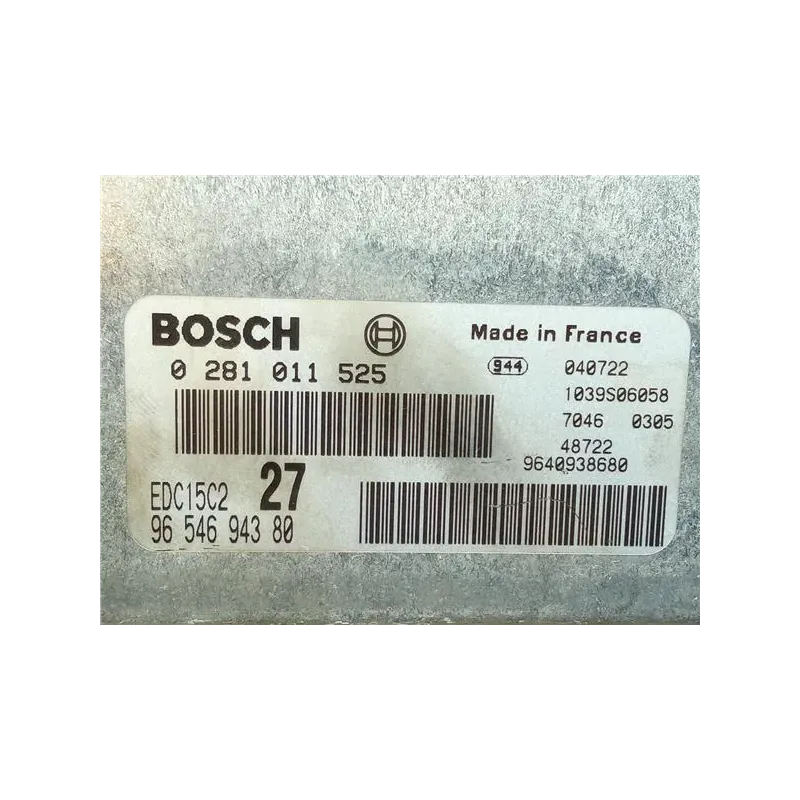 BOSCH Made in France
0 281 011 525 944 040722
1039S06058
7046 0305
48722
9640938680
EDC15C2 27
96 546 943 80